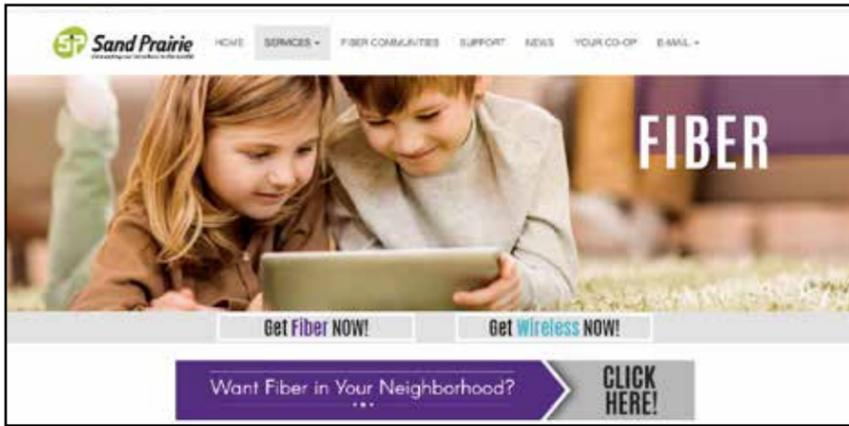 SP Sand Prairie
HOME SERVICES FIBER COMMUNITIES SUPPORT NEWS YOUR CO-OP E-MAIL
FIBER
Get Fiber NOW! Get Wireless NOW!
Want Fiber in Your Neighborhood? CLICK HERE!